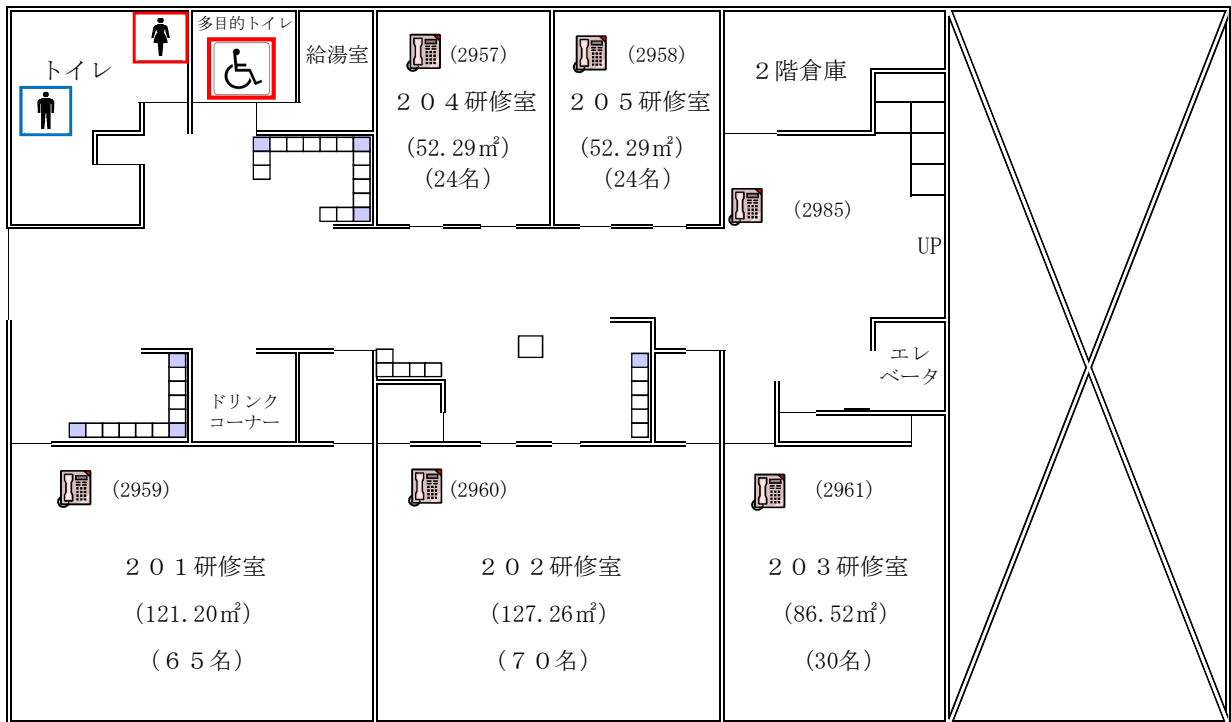 多目的トイレ
トイレ
給湯室
(2957)
２０４研修室
(52.29㎡)
(24名)
(2958)
２０５研修室
(52.29㎡)
(24名)
２階倉庫
(2985)
UP
エレ
ベータ
ドリンク
コーナー
(2959)
２０１研修室
(121.20㎡)
(６５名)
(2960)
２０２研修室
(127.26㎡)
(７０名)
(2961)
２０３研修室
(86.52㎡)
(30名)